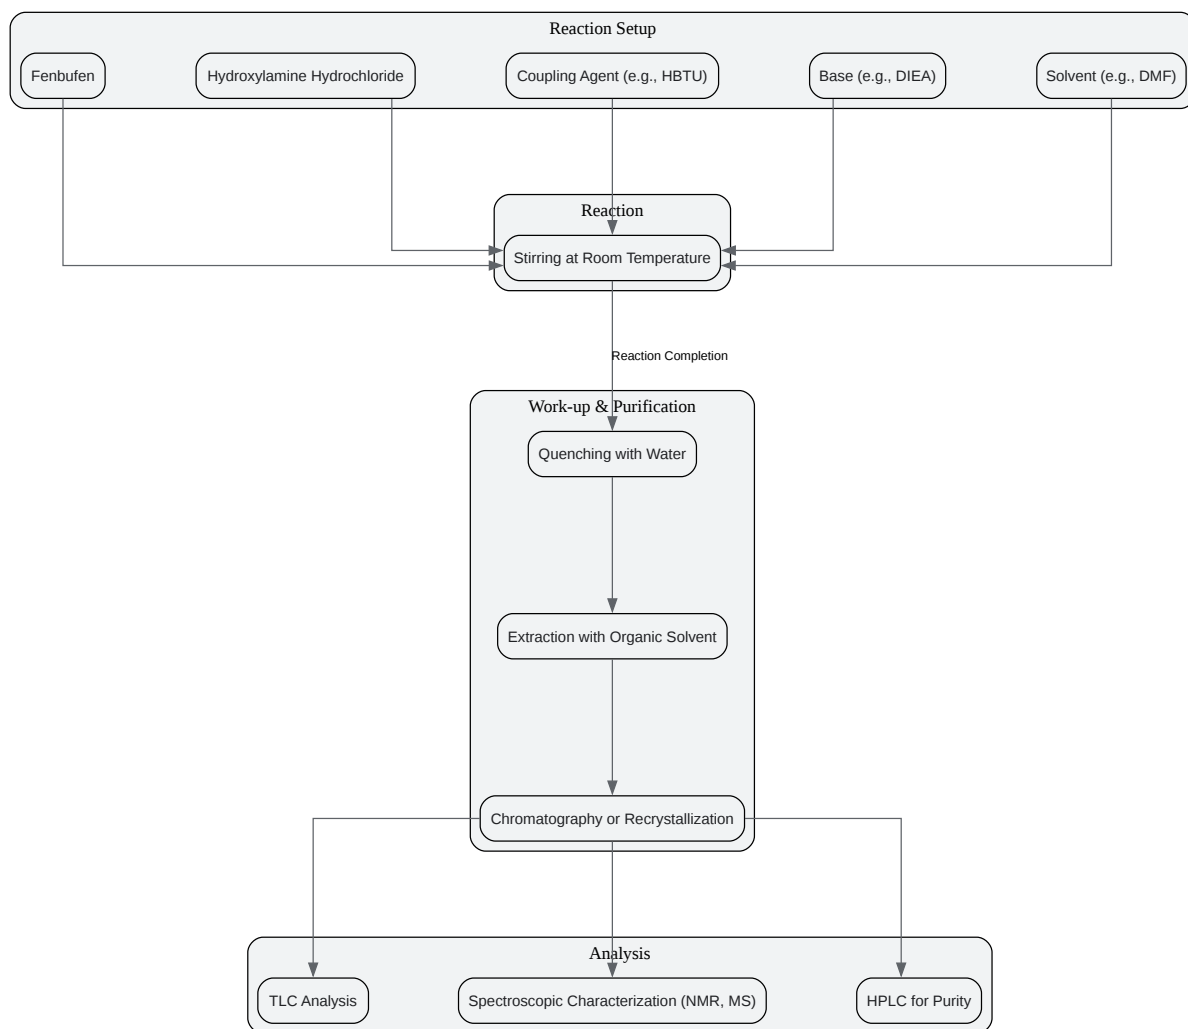 Reaction Setup
Fenbufen
Hydroxylamine Hydrochloride
Coupling Agent (e.g., HBTU)
Base (e.g., DIEA)
Solvent (e.g., DMF)
Reaction
Stirring at Room Temperature
Reaction Completion
Work-up & Purification
Quenching with Water
Extraction with Organic Solvent
Chromatography or Recrystallization
Analysis
TLC Analysis
Spectroscopic Characterization (NMR, MS)
HPLC for Purity